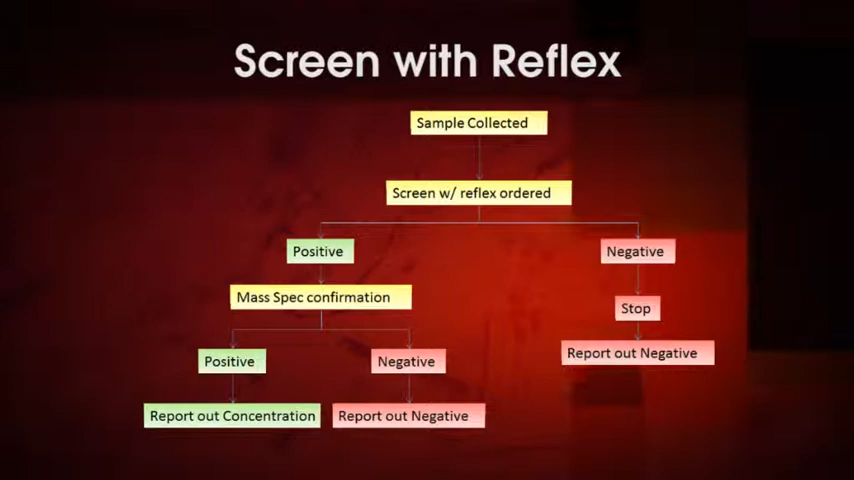 Screen with Reflex
Sample Collected
Screen w/ reflex ordered
Positive
Negative
Mass Spec confirmation
Stop
Report out Negative
Positive
Negative
Report out Concentration
Report out Negative